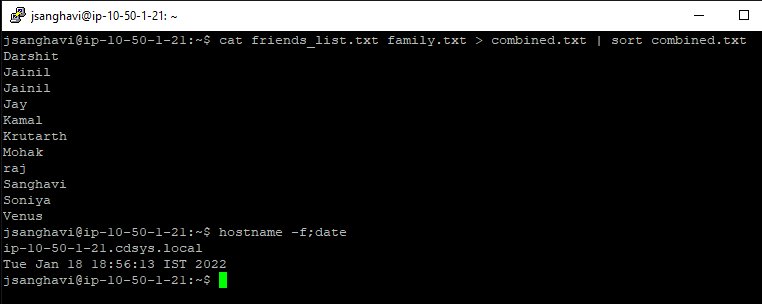 jsanghavi@ip-10-50-1-21: ~
jsanghavi@ip-10-50-1-21:~$ cat friends_list.txt family.txt > combined.txt | sort combined.txt
Darshit
Jainil
Jainil
Jay
Kamal
Krutarth
Mohak
raj
Sanghavi
Soniya
Venus
jsanghavi@ip-10-50-1-21:~$ hostname -f;date
ip-10-50-1-21.cdsys.local
Tue Jan 18 18:56:13 IST 2022
jsanghavi@ip-10-50-1-21:~$